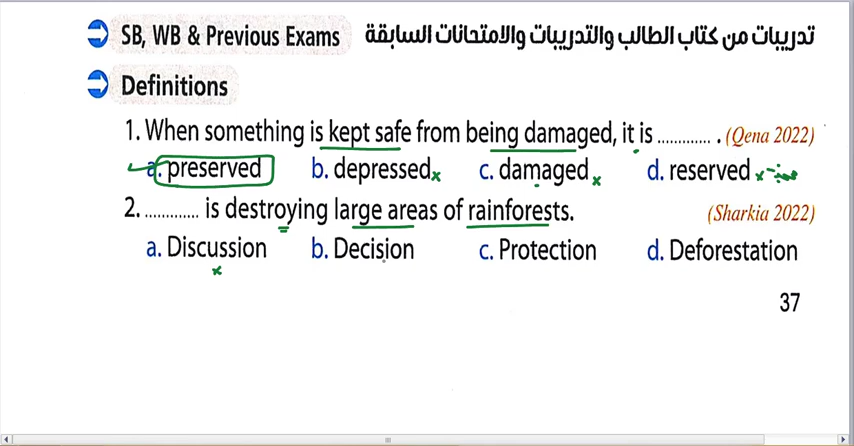 SB, WB & Previous Exams تدريبات من كتاب الطالب والتدريبات والامتحانات السابقة
Definitions
1. When something is kept safe from being damaged, it is ............. . (Qena 2022)
a. preserved b. depressed c. damaged d. reserved
2. ............. is destroying large areas of rainforests. (Sharkia 2022)
a. Discussion b. Decision c. Protection d. Deforestation
37